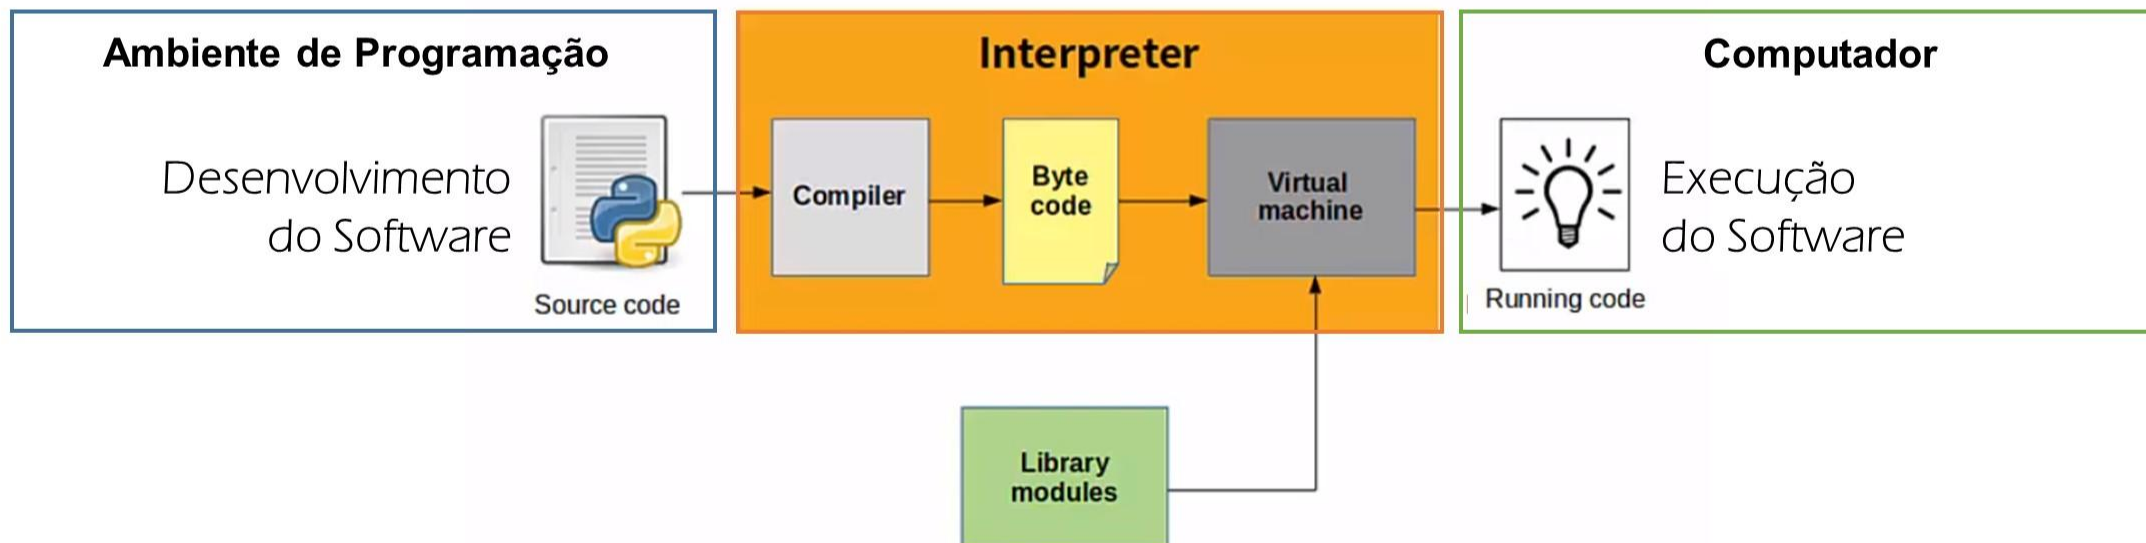 Ambiente de Programação
Desenvolvimento
do Software
Source code
Interpreter
Compiler
Byte
code
Virtual
machine
Computador
Execução
do Software
Running code
Library
modules